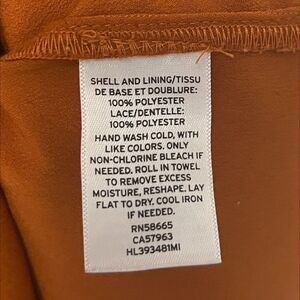 SHELL AND LINING/TISSU
DE BASE ET DOUBLURE:
100% POLYESTER
LACE/DENTELLE:
100% POLYESTER
HAND WASH COLD, WITH
LIKE COLORS. ONLY
NON-CHLORINE BLEACH IF
NEEDED. ROLL IN TOWEL
TO REMOVE EXCESS
MOISTURE, RESHAPE. LAY
FLAT TO DRY. COOL IRON
IF NEEDED.
RN58665
CA57963
HL393481MI